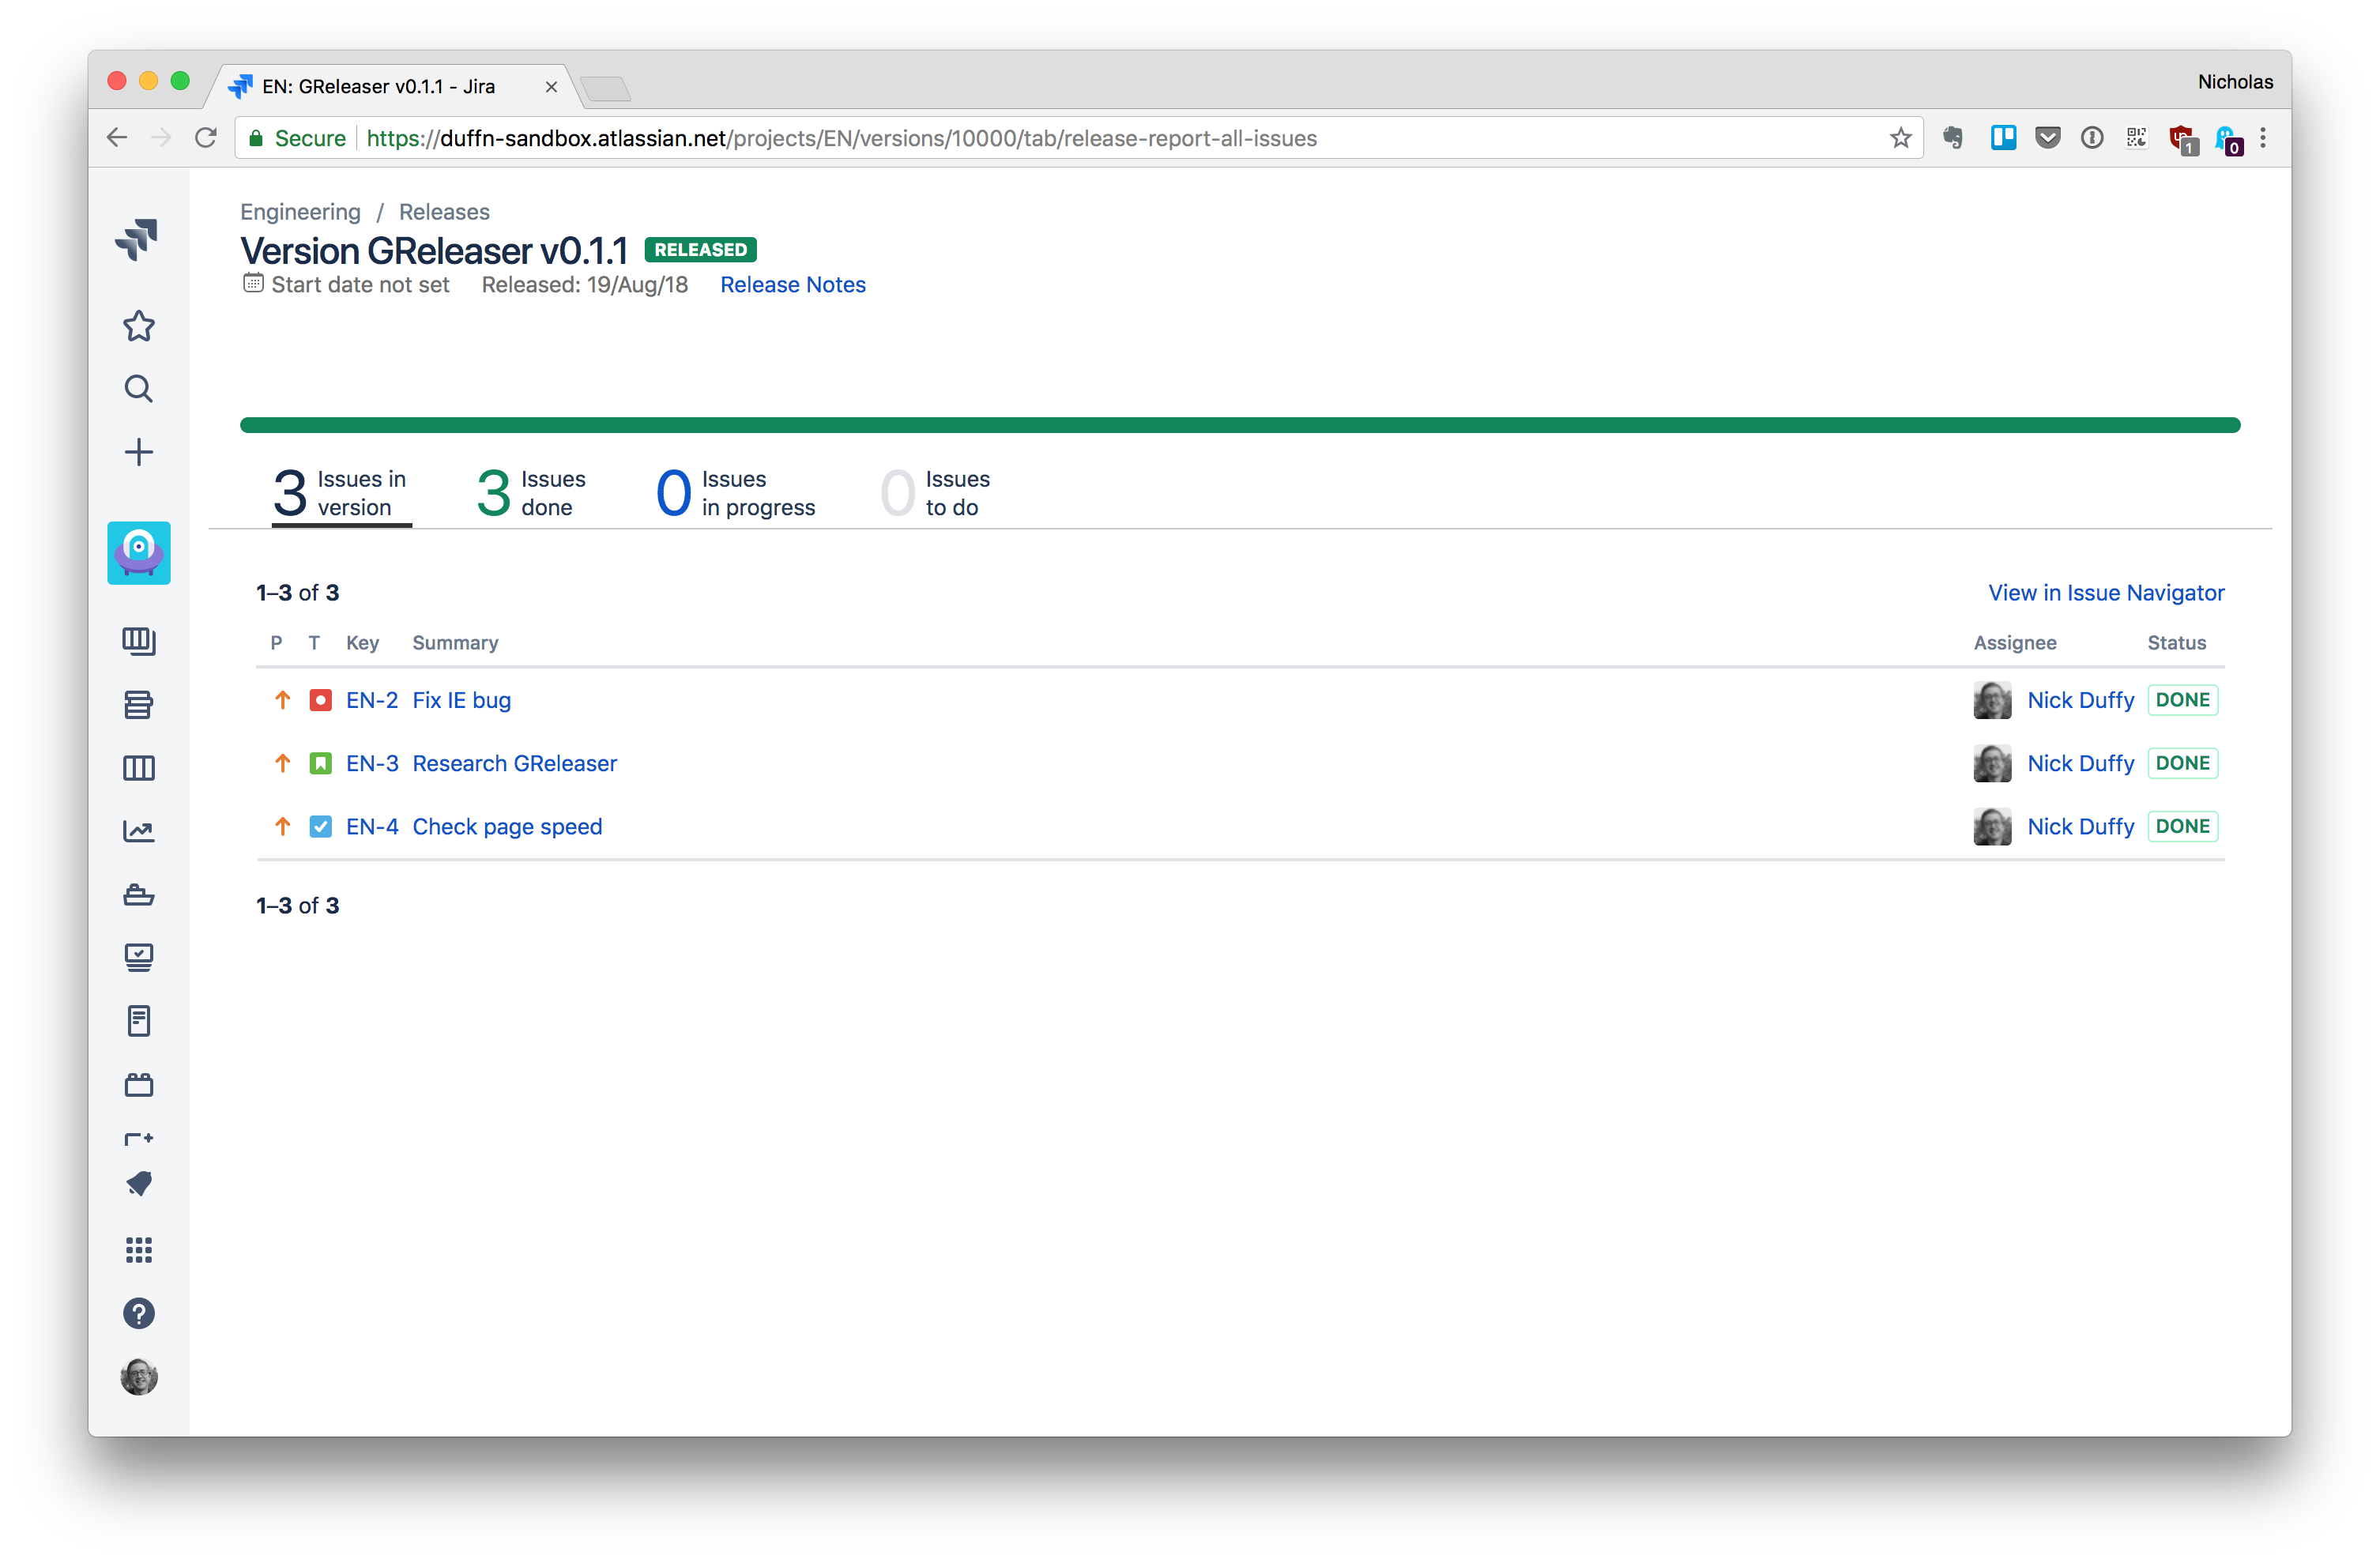 EN: GReleaser v0.1.1 - Jira
Nicholas
Secure https://duffn-sandbox.atlassian.net/projects/EN/versions/10000/tab/release-report-all-issues
1
0
Engineering / Releases
Version GReleaser v0.1.1 RELEASED
Start date not set Released: 19/Aug/18 Release Notes
3 Issues in version
3 Issues done
0 Issues in progress
0 Issues to do
1–3 of 3 View in Issue Navigator
P T Key Summary Assignee Status
EN-2 Fix IE bug Nick Duffy DONE
EN-3 Research GReleaser Nick Duffy DONE
EN-4 Check page speed Nick Duffy DONE
1–3 of 3